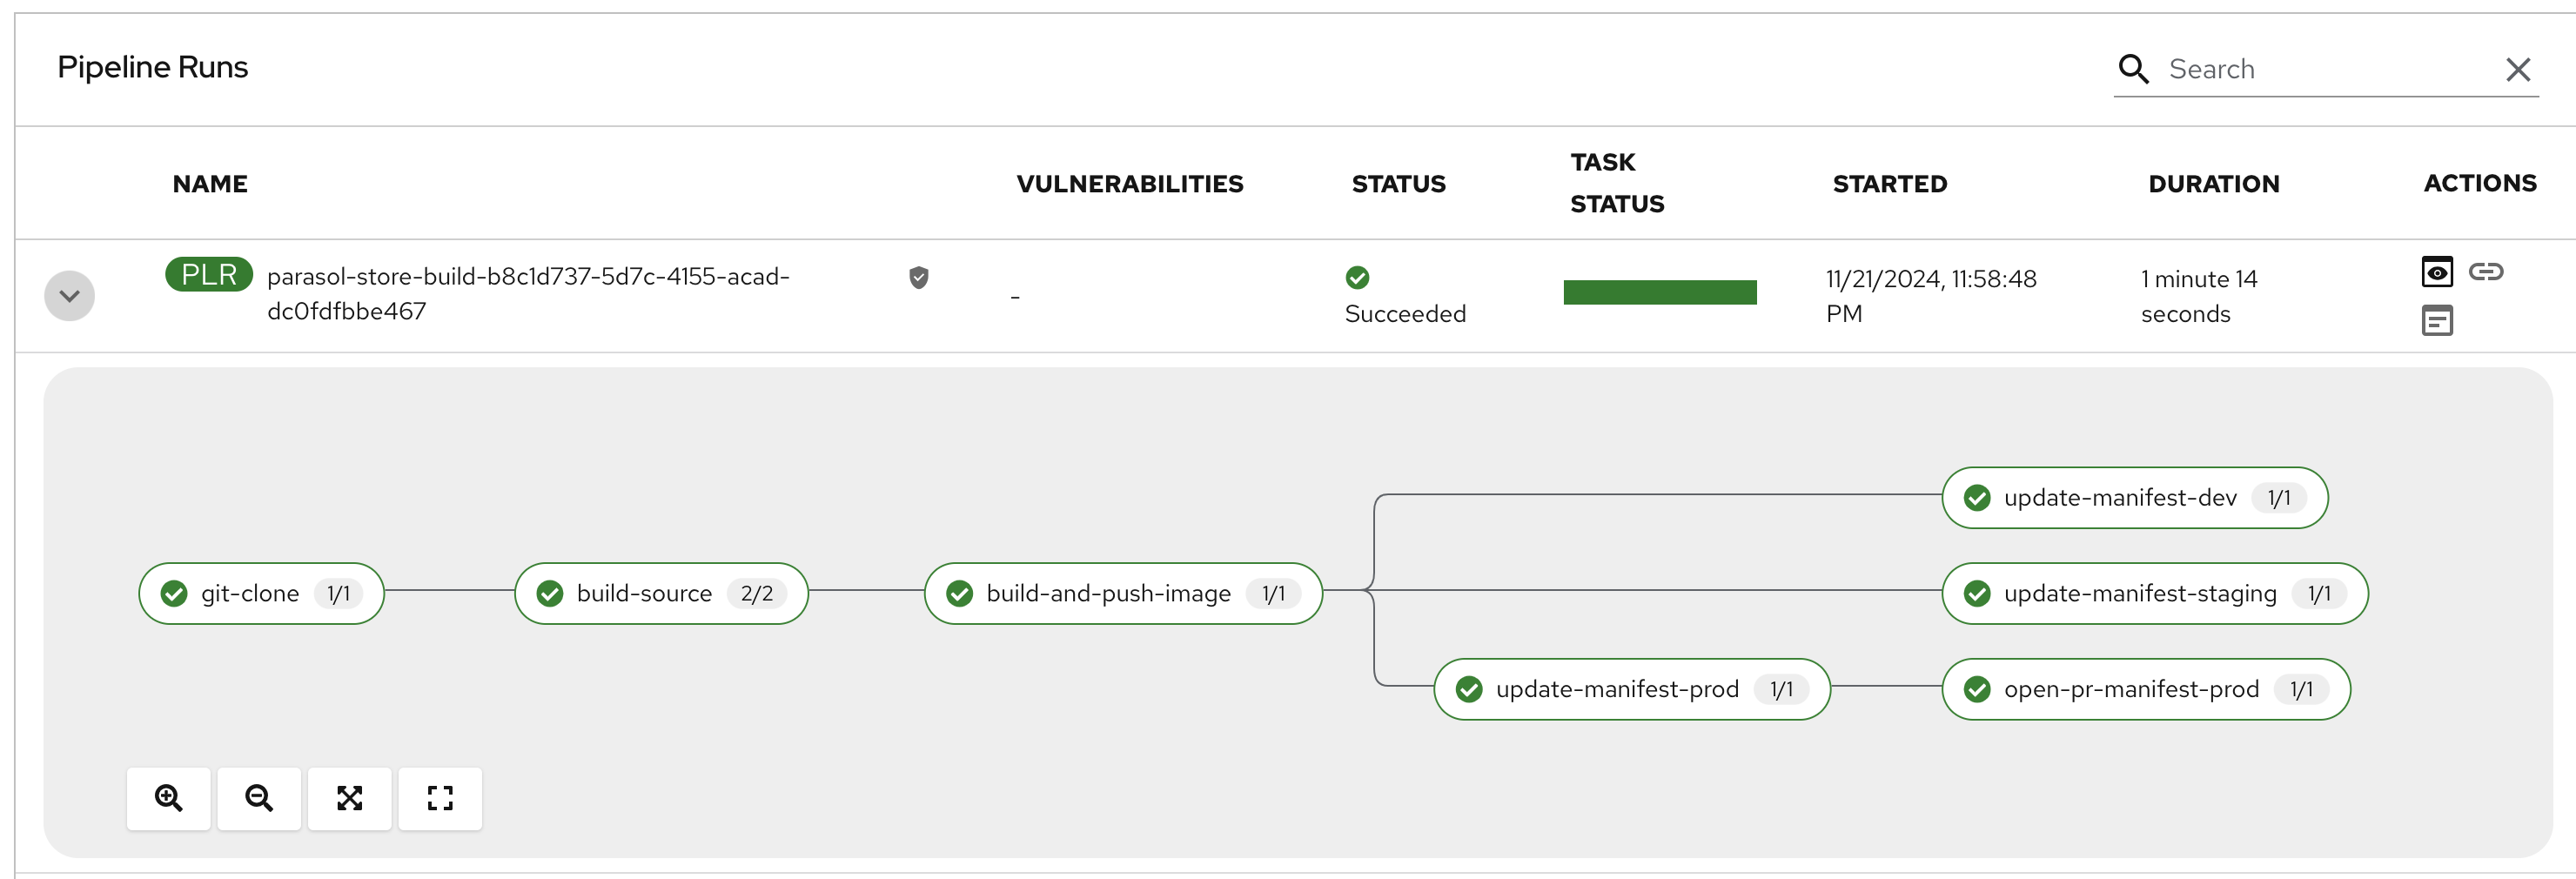 Pipeline Runs
Search
NAME
VULNERABILITIES
STATUS
TASK
STATUS
STARTED
DURATION
ACTIONS
PLR
parasol-store-build-b8c1d737-5d7c-4155-acad-
dc0fdfbbe467
-
Succeeded
11/21/2024, 11:58:48
PM
1 minute 14
seconds
update-manifest-dev 1/1
git-clone 1/1
build-source 2/2
build-and-push-image 1/1
update-manifest-staging 1/1
update-manifest-prod 1/1
open-pr-manifest-prod 1/1